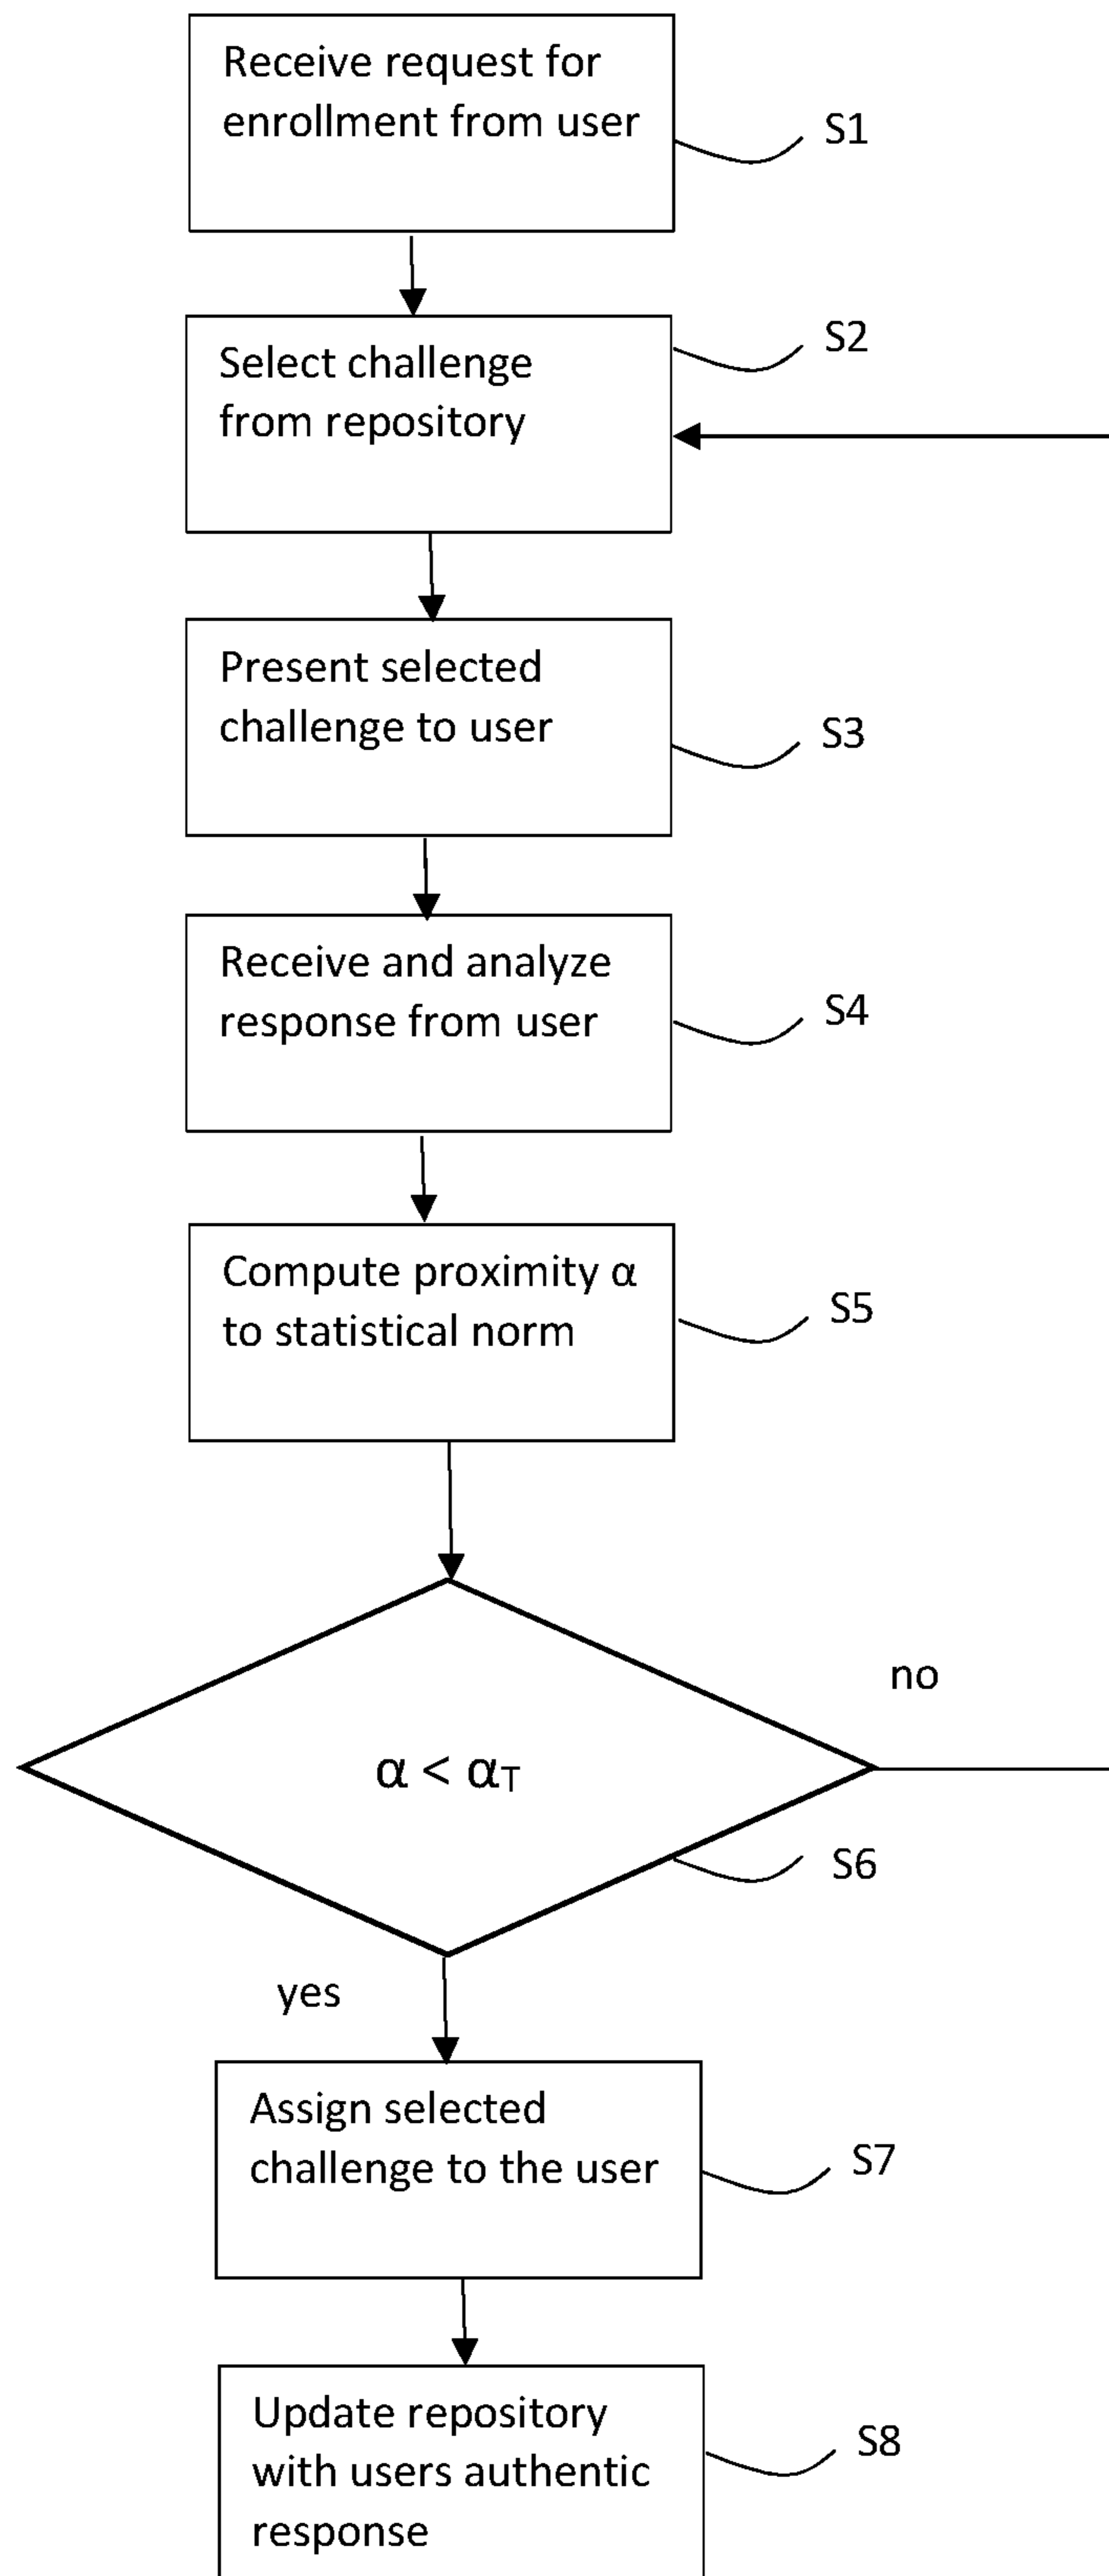 Receive request for
enrollment from user
S1
Select challenge
from repository
S2
Present selected
challenge to user
S3
Receive and analyze
response from user
S4
Compute proximity α
to statistical norm
S5
α < αT
no
S6
yes
Assign selected
challenge to the user
S7
Update repository
with users authentic
response
S8